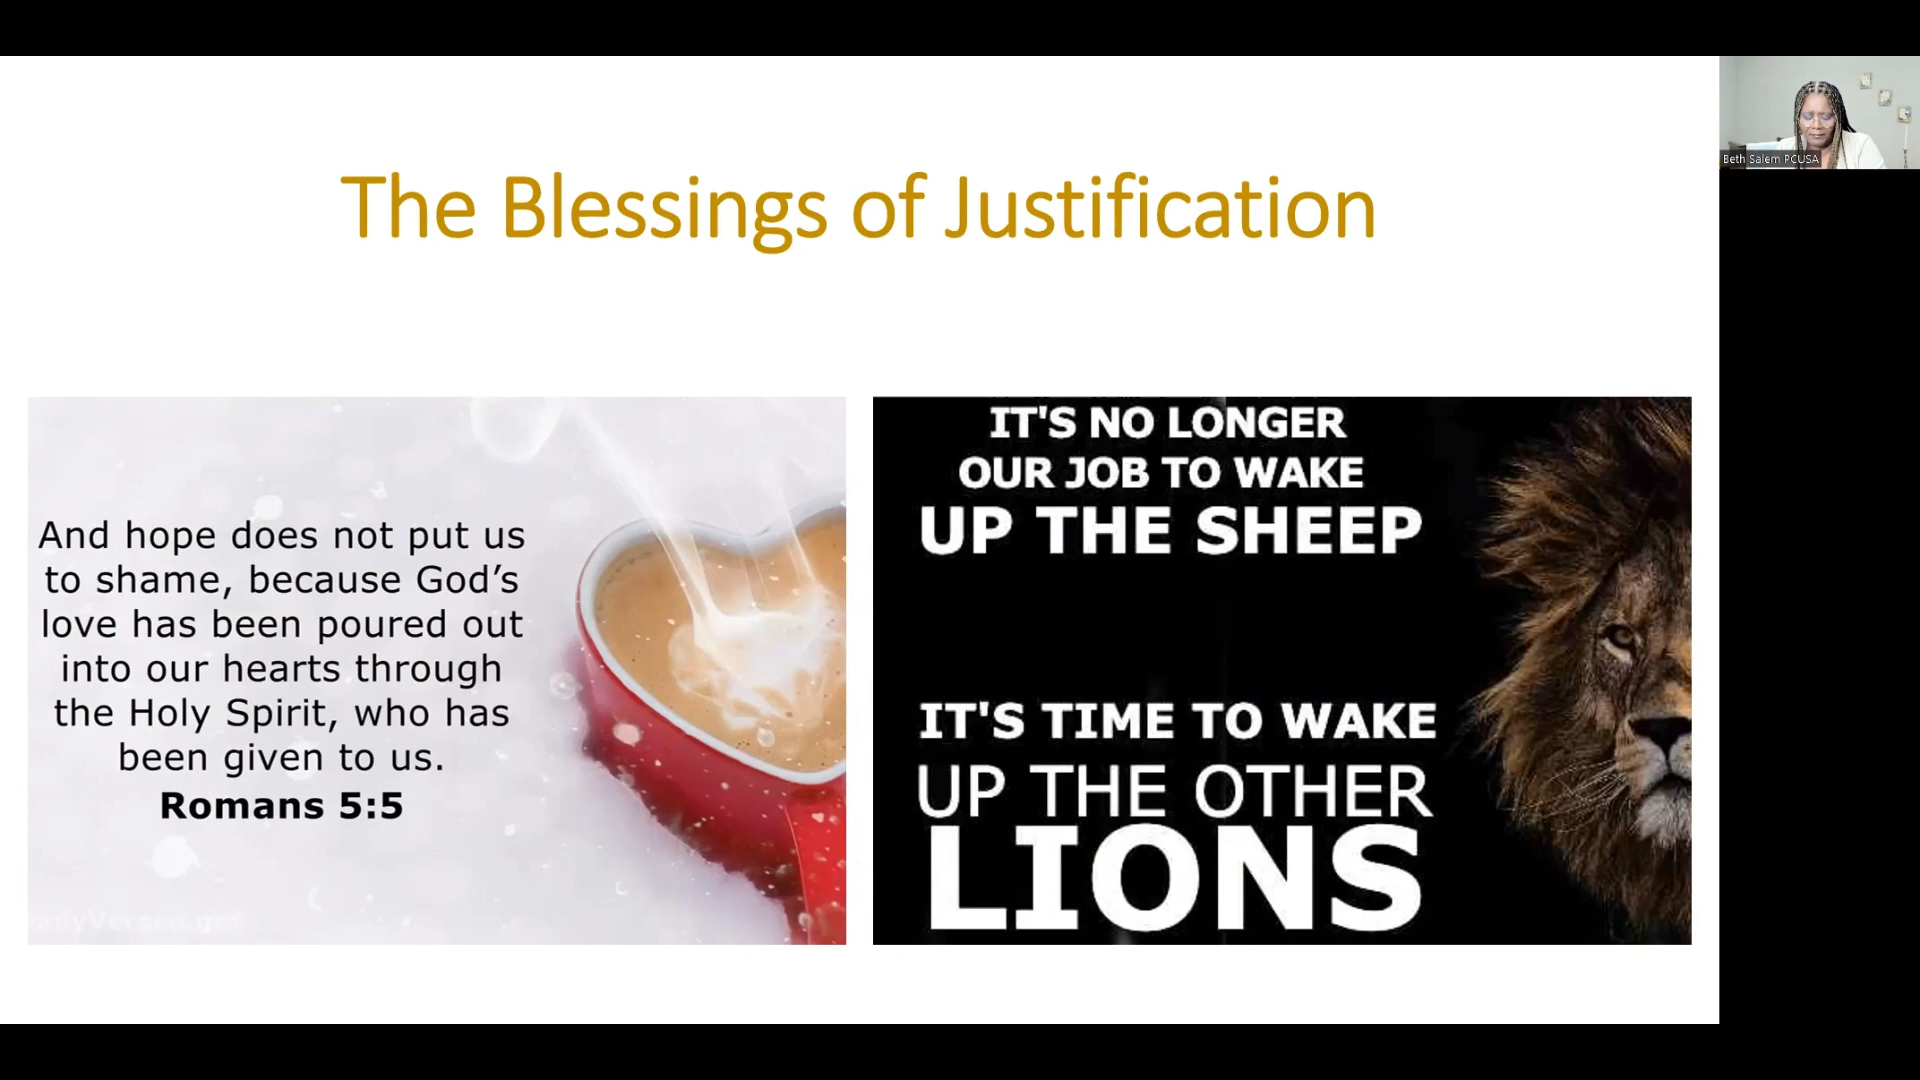 The Blessings of Justification
Beth Salem PCUSA
And hope does not put us
to shame, because God’s
love has been poured out
into our hearts through
the Holy Spirit, who has
been given to us.
Romans 5:5
IT'S NO LONGER
OUR JOB TO WAKE
UP THE SHEEP
IT'S TIME TO WAKE
UP THE OTHER
LIONS